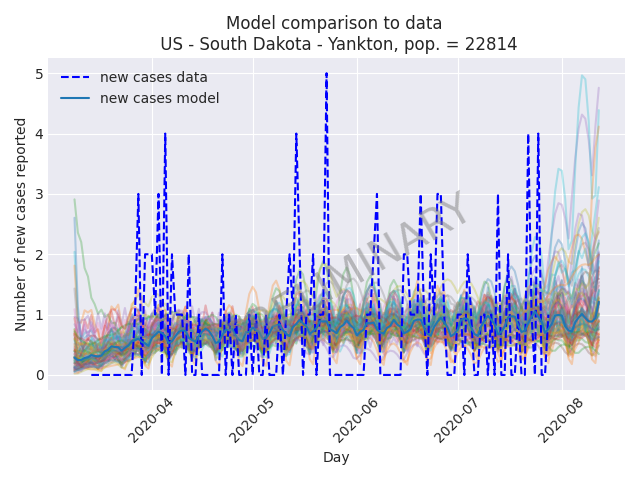 Model comparison to data
US - South Dakota - Yankton, pop. = 22814
new cases data
new cases model
Number of new cases reported
5
4
3
2
1
0
2020-04
2020-05
2020-06
2020-07
2020-08
Day